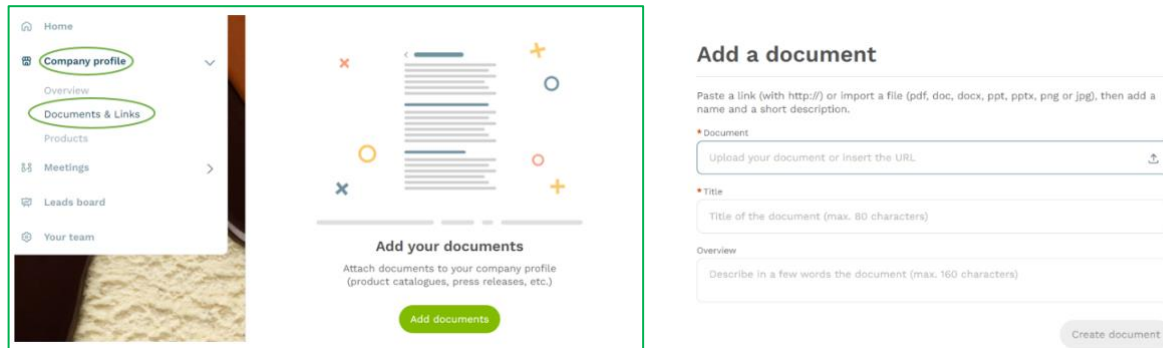 Home
Company profile
Overview
Documents & Links
Products
Meetings
Leads board
Your team
Add your documents
Attach documents to your company profile
(product catalogues, press releases, etc.)
Add documents
Add a document
Paste a link (with http://) or import a file (pdf, doc, docx, ppt, pptx, png or jpg), then add a
name and a short description.
* Document
Upload your document or insert the URL
* Title
Title of the document (max. 80 characters)
Overview
Describe in a few words the document (max. 160 characters)
Create document